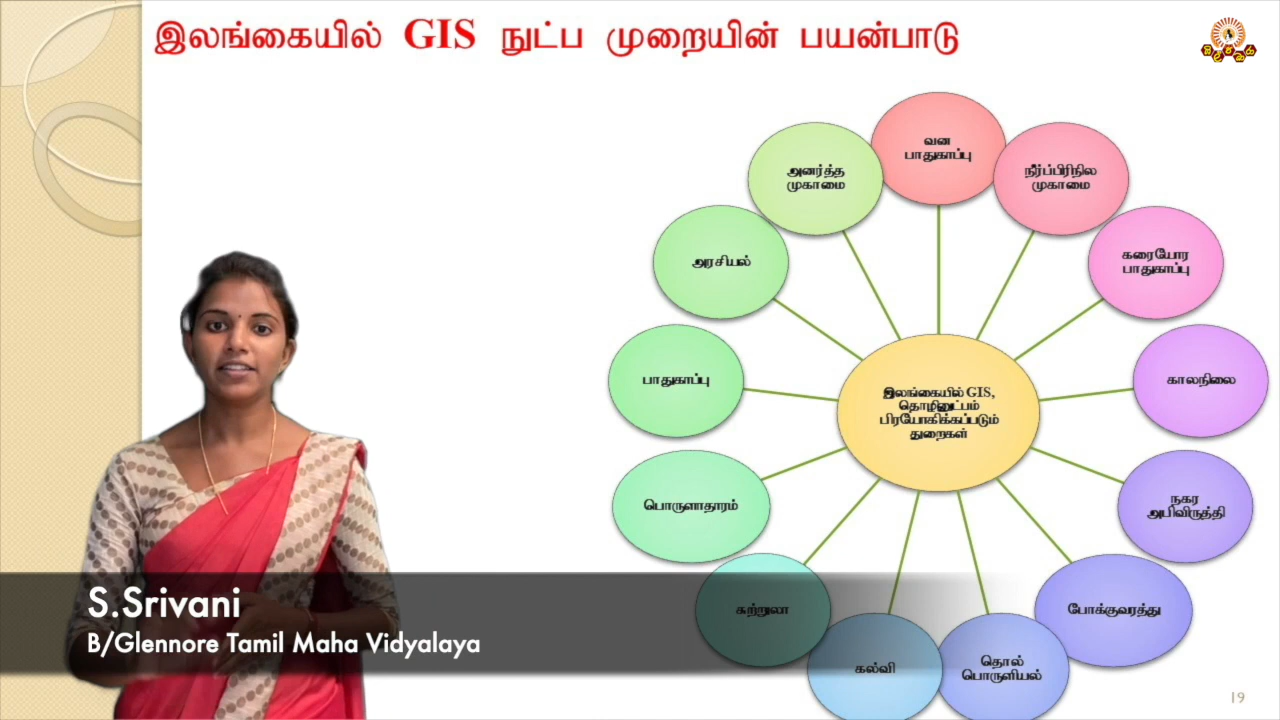 இலங்கையில் GIS நுட்ப முறையின் பயன்பாடு
வன
பாதுகாப்பு
நீர்ப்பிரிநில
முகாமை
கரையோர
பாதுகாப்பு
காலநிலை
நகர
அபிவிருத்தி
போக்குவரத்து
தொல்
பொருளியல்
கல்வி
சுற்றுலா
பொருளாதாரம்
பாதுகாப்பு
அரசியல்
அனர்த்த
முகாமை
இலங்கையில் GIS,
தொழினுட்பம்
பிரயோகிக்கப்படும்
துறைகள்
S.Srivani
B/Glennore Tamil Maha Vidyalaya
19